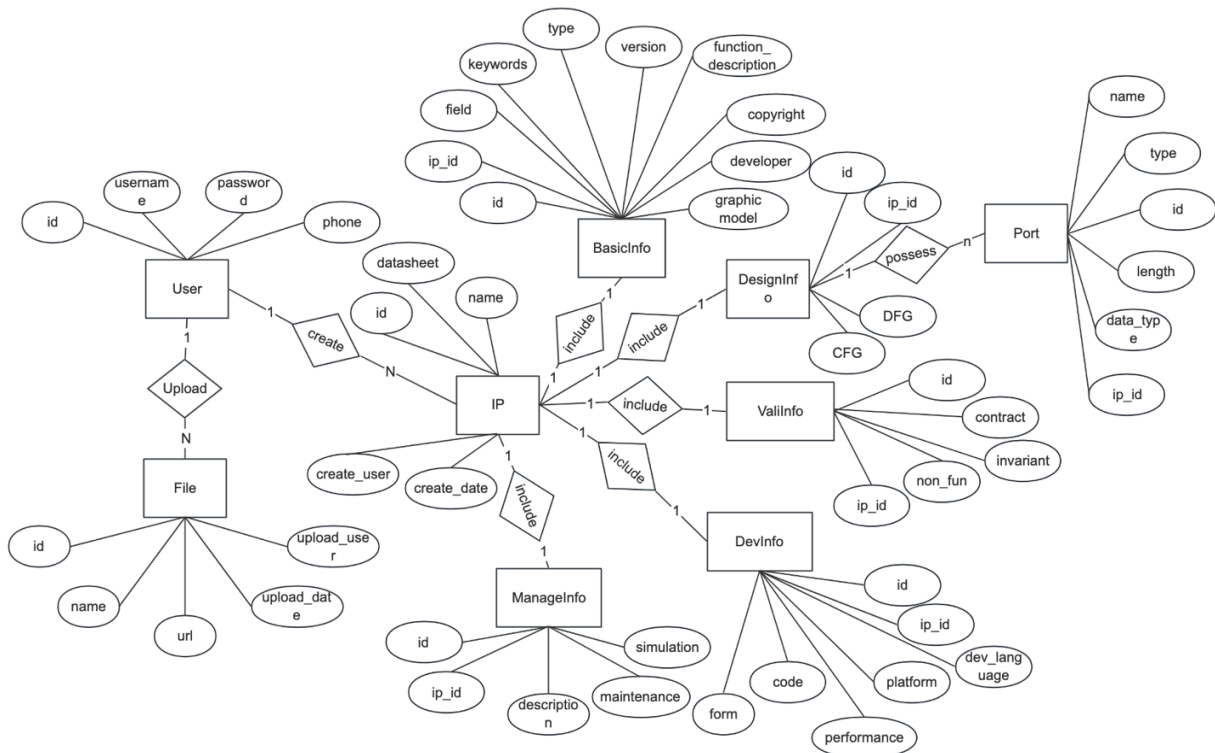 type
version
function_
description
keywords
name
field
copyright
type
ip_id
developer
id
usernam
e
passwor
d
ip_id
id
id
graphic
model
id
phone
BasicInfo
possess
Port
1
n
datasheet
length
User
name
DesignInf
o
1
1
1
id
DFG
data_typ
e
create
include
include
CFG
1
Upload
N
1
1
ip_id
id
IP
1
include
1
ValiInfo
contract
N
1
invariant
create_user
create_date
1
include
non_fun
File
include
ip_id
1
id
upload_use
r
DevInfo
1
name
upload_dat
e
ManageInfo
id
url
id
simulation
ip_id
ip_id
maintenance
code
platform
dev_lang
uage
descriptio
n
form
performance